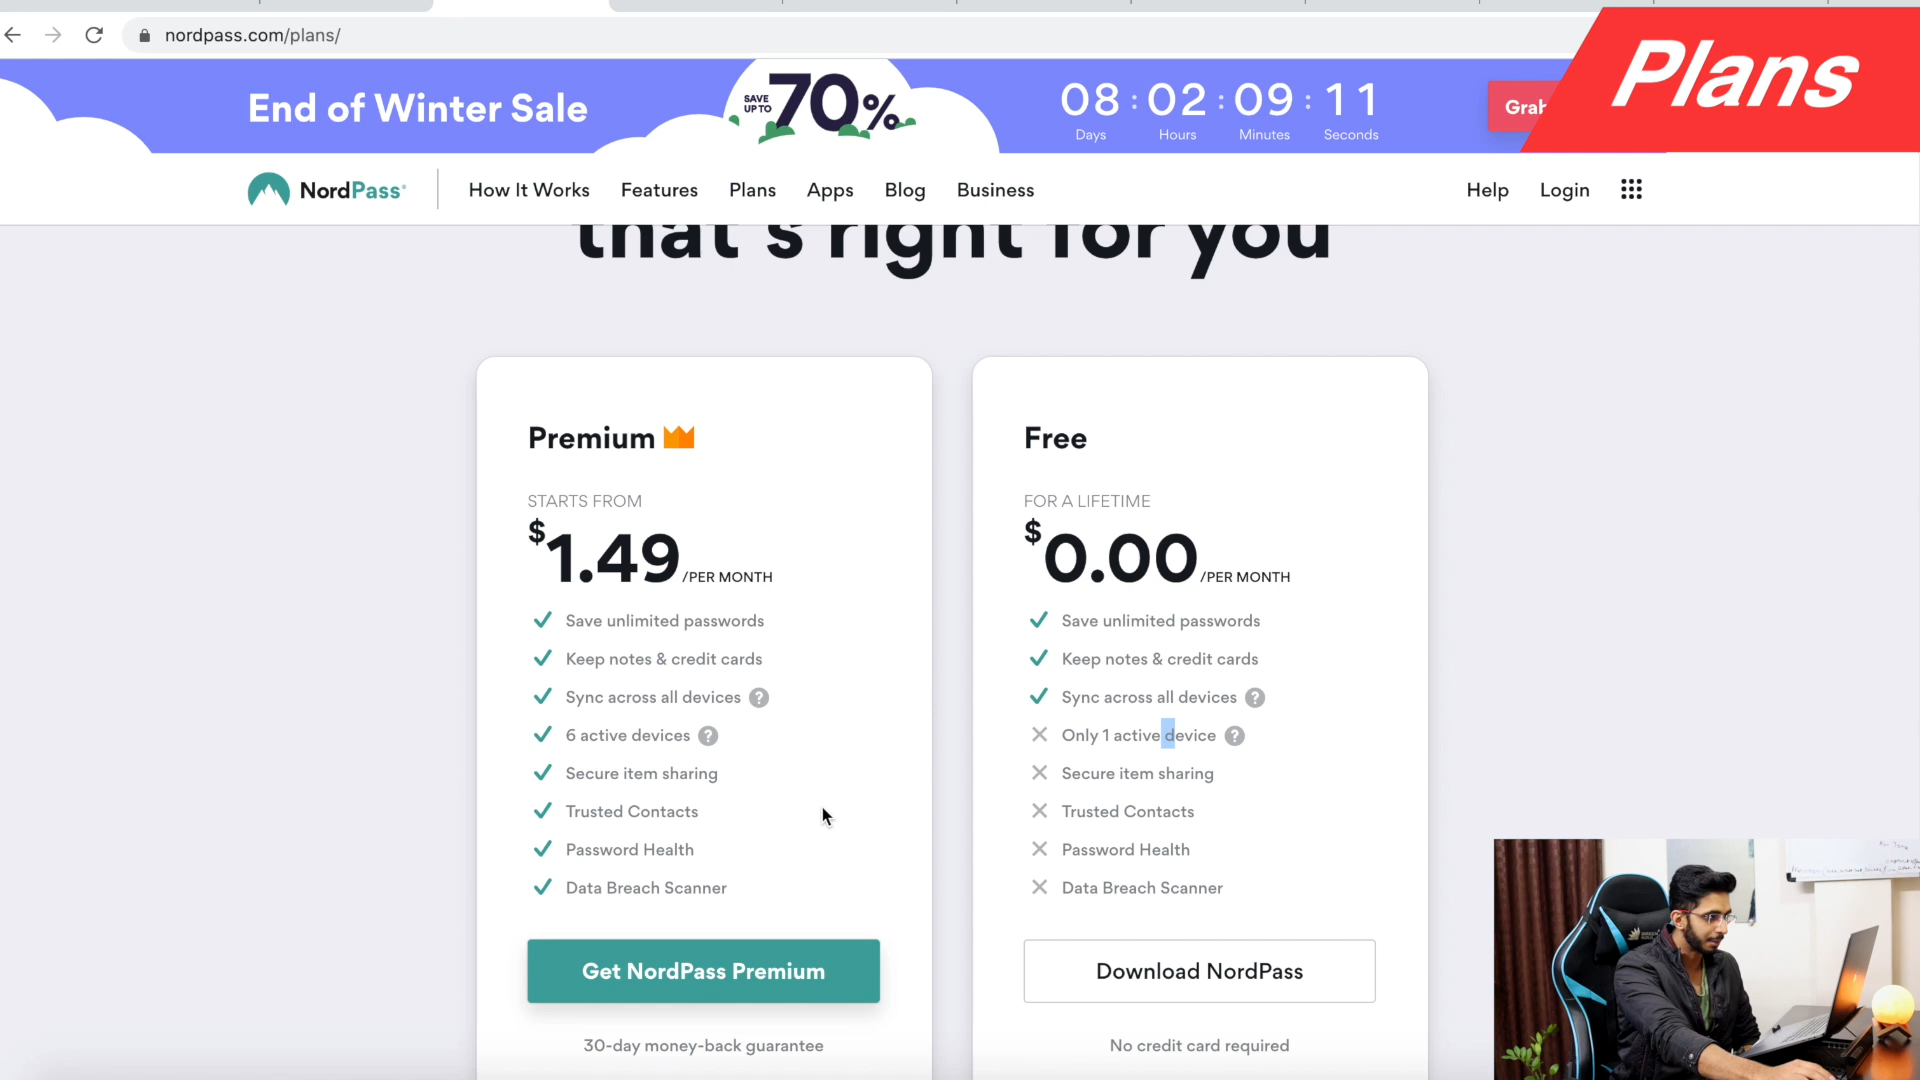 nordpass.com/plans/
Plans
End of Winter Sale
SAVE UP TO 70%
08 : 02 : 09 : 11
Days Hours Minutes Seconds
NordPass
How It Works Features Plans Apps Blog Business
Help Login
that's right for you
Premium
STARTS FROM
$1.49 /PER MONTH
Save unlimited passwords
Keep notes & credit cards
Sync across all devices ?
6 active devices ?
Secure item sharing
Trusted Contacts
Password Health
Data Breach Scanner
Get NordPass Premium
30-day money-back guarantee
Free
FOR A LIFETIME
$0.00 /PER MONTH
Save unlimited passwords
Keep notes & credit cards
Sync across all devices ?
Only 1 active device ?
Secure item sharing
Trusted Contacts
Password Health
Data Breach Scanner
Download NordPass
No credit card required